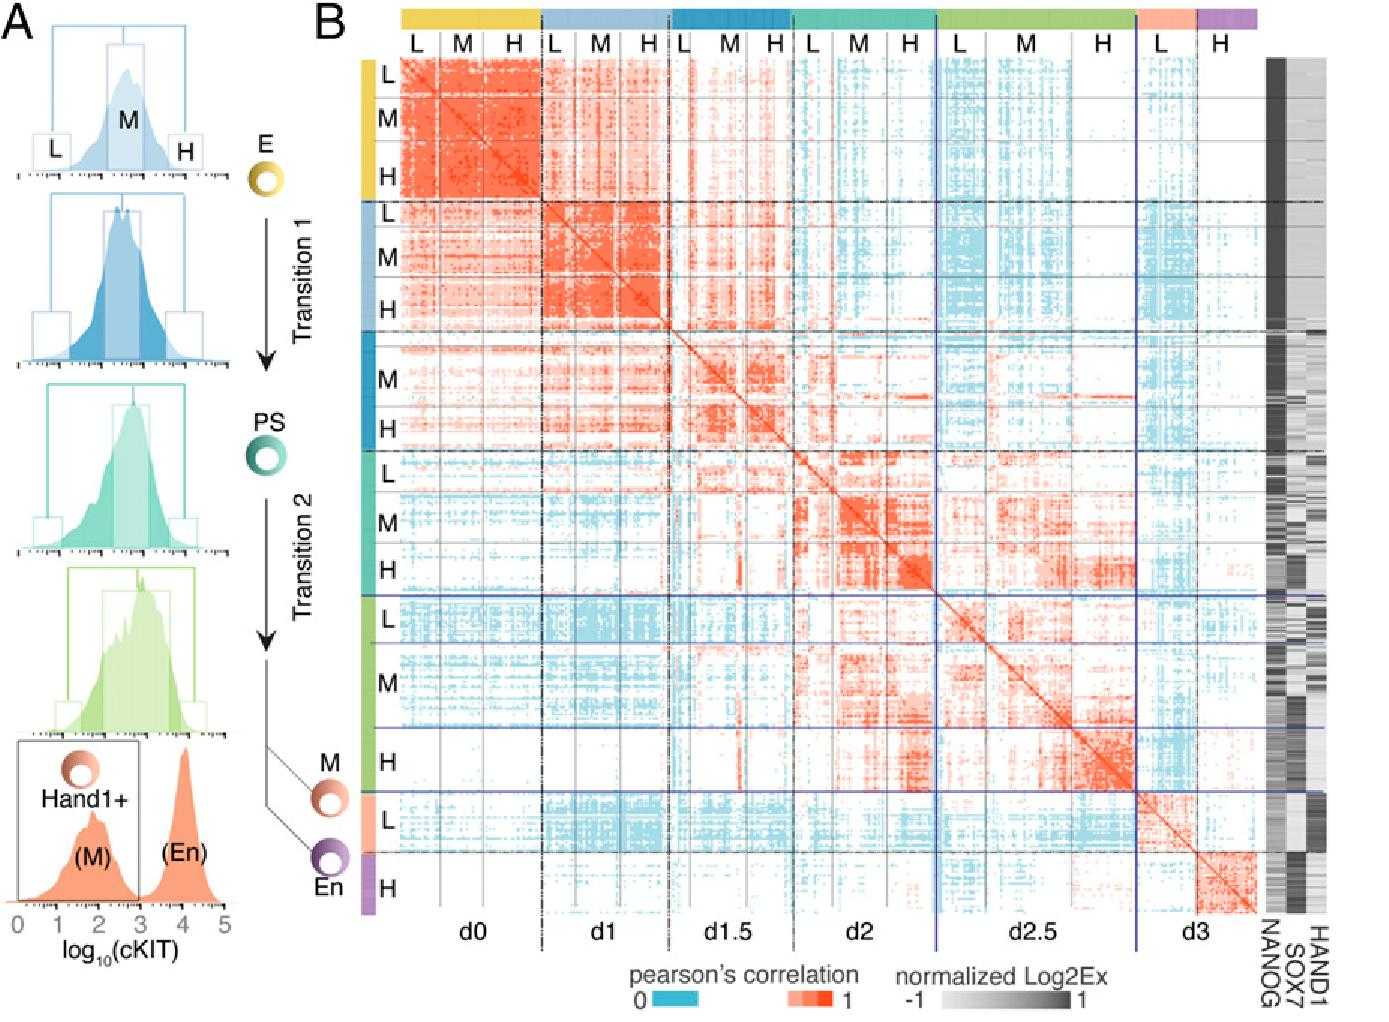 A
B
L
M
H
E
Transition 1
PS
Transition 2
Hand1+
(M)
(En)
M
En
0 1 2 3 4 5
log10(cKIT)
L M H L M H L M H L M H L M H L H
L
M
H
L
M
H
M
H
L
M
H
L
M
H
L
H
d0 d1 d1.5 d2 d2.5 d3
NANOG
SOX7
HAND1
pearson's correlation normalized Log2Ex
0 1 -1 1